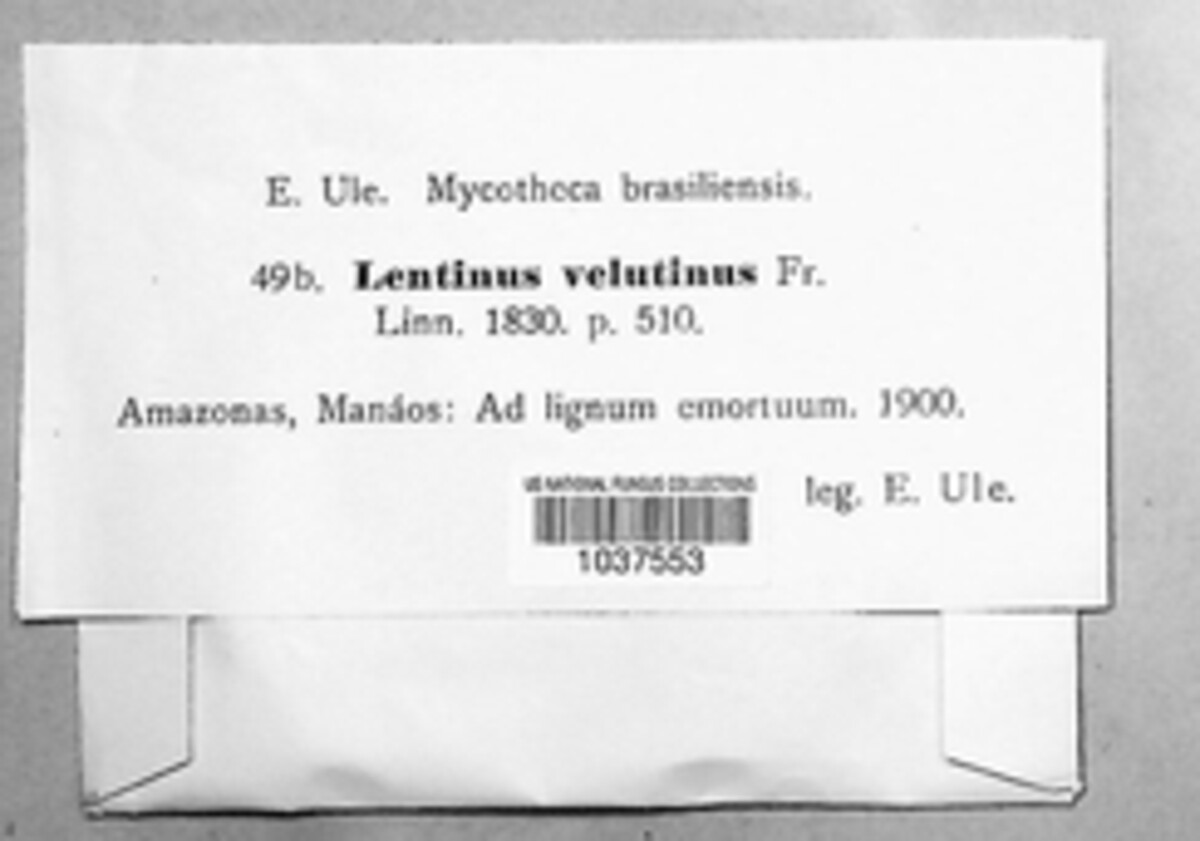 E. Ule. Mycotheca brasiliensis.
49b. Lentinus velutinus Fr.
Linn. 1830. p. 510.
Amazonas, Manáos: Ad lignum emortuum. 1900.
leg. E. Ule.
US NATIONAL FUNGUS COLLECTIONS
1037553